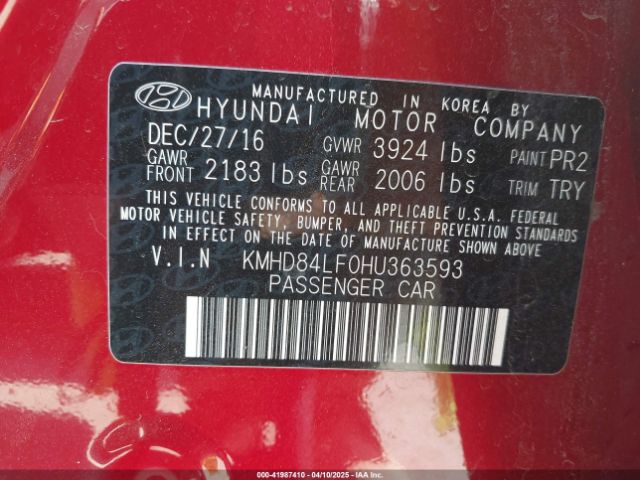 MANUFACTURED IN KOREA BY
HYUNDAI MOTOR COMPANY
DEC/27/16 GVWR 3924 lbs PAINT PR2
GAWR FRONT 2183 lbs GAWR REAR 2006 lbs TRIM TRY
THIS VEHICLE CONFORMS TO ALL APPLICABLE U.S.A. FEDERAL
MOTOR VEHICLE SAFETY, BUMPER, AND THEFT PREVENTION STANDARDS
IN EFFECT ON THE DATE OF MANUFACTURE SHOWN ABOVE.
V.I.N KMHD84LF0HU363593
PASSENGER CAR
000-41987410 - 04/10/2025 - IAAI